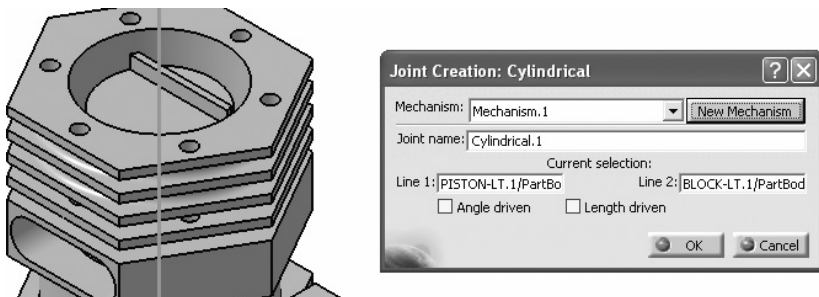 Joint Creation: Cylindrical
Mechanism: Mechanism.1 New Mechanism
Joint name: Cylindrical.1
Current selection:
Line 1: PISTON-LT.1/PartBo Line 2: BLOCK-LT.1/PartBod
Angle driven Length driven
OK Cancel